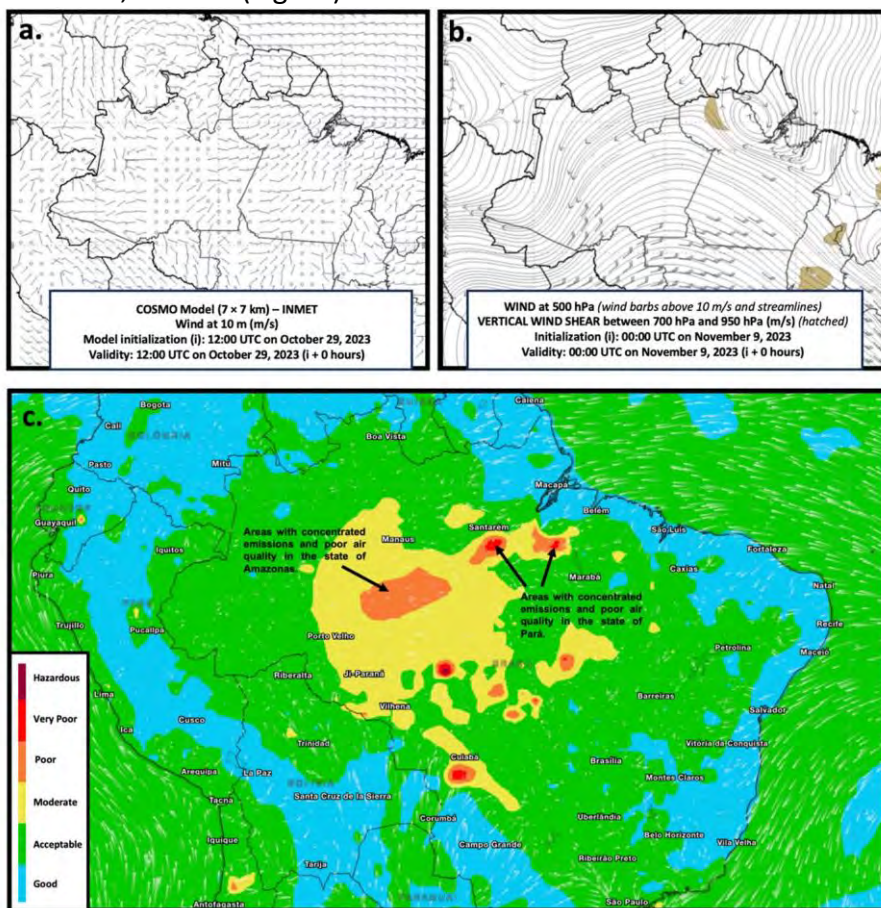 a.
COSMO Model (7 × 7 km) – INMET
Wind at 10 m (m/s)
Model initialization (i): 12:00 UTC on October 29, 2023
Validity: 12:00 UTC on October 29, 2023 (i + 0 hours)
b.
WIND at 500 hPa (wind barbs above 10 m/s and streamlines)
VERTICAL WIND SHEAR between 700 hPa and 950 hPa (m/s) (hatched)
Initialization (i): 00:00 UTC on November 9, 2023
Validity: 00:00 UTC on November 9, 2023 (i + 0 hours)
c.
Bogota
Caiena
Cali
Boa Vista
Pasto
Mitú
Macapá
Quito
Belém
Guayaquil
Areas with concentrated
emissions and poor air
quality in the state of
Amazonas.
Manaus
Santarém
São Luís
Iquitos
Fortaleza
Piura
Marabá
Caxias
Areas with concentrated
emissions and poor air
quality in the state of
Pará.
Natal
Trujillo
Pucallpa
Porto Velho
Recife
Petrolina
Maceió
Riberalta
Ji-Paraná
Lima
Vilhena
Barreiras
Salvador
Ica
Cusco
Trinidad
Cuiabá
Vitória da Conquista
Arequipa
La Paz
Brasília
Montes Claros
Santa Cruz de la Sierra
Tacna
Corumbá
Uberlândia
Iquique
Campo Grande
Belo Horizonte
Vila Velha
Tarija
Ribeirão Preto
Antofagasta
São Paulo
Hazardous
Very Poor
Poor
Moderate
Acceptable
Good